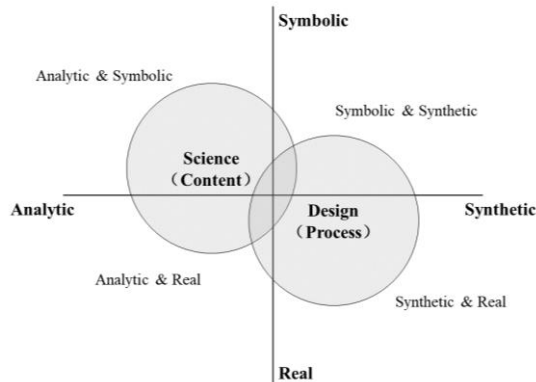 Symbolic
Analytic & Symbolic
Symbolic & Synthetic
Science
（Content）
Analytic
Design
（Process）
Synthetic
Analytic & Real
Synthetic & Real
Real